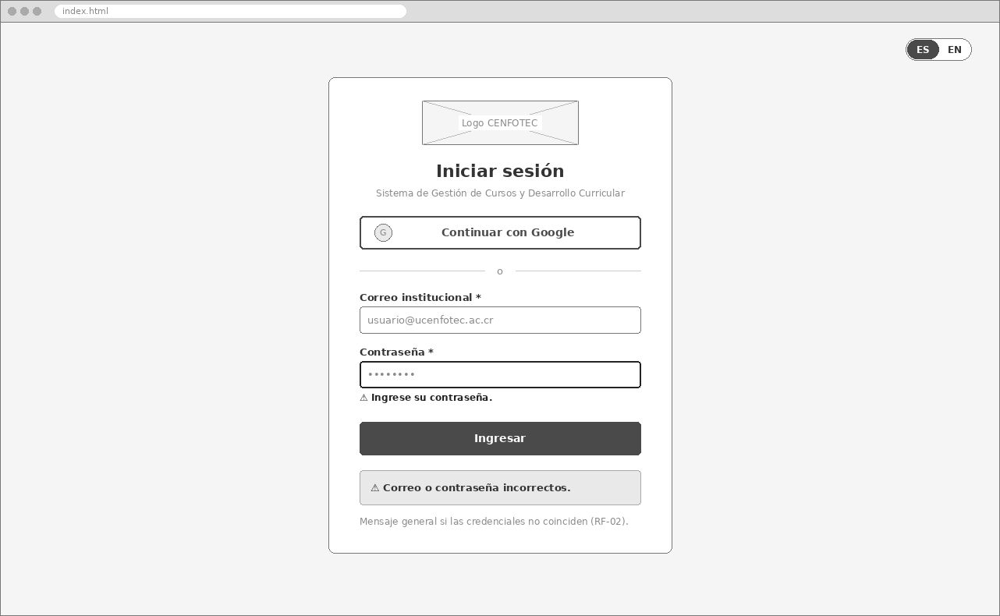 index.html
ES EN
Logo CENFOTEC
Iniciar sesión
Sistema de Gestión de Cursos y Desarrollo Curricular
G Continuar con Google
o
Correo institucional *
usuario@ucenfotec.ac.cr
Contraseña *
••••••••
⚠ Ingrese su contraseña.
Ingresar
⚠ Correo o contraseña incorrectos.
Mensaje general si las credenciales no coinciden (RF-02).